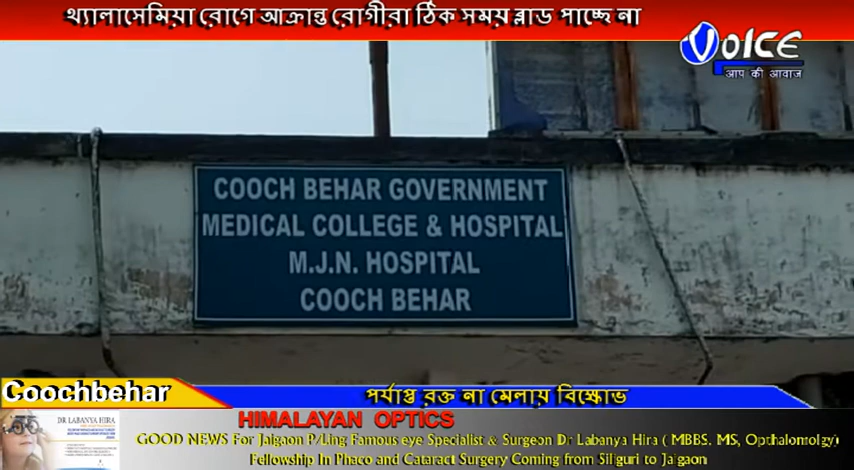 থ্যালাসেমিয়া রোগে আক্রান্ত রোগীরা ঠিক সময় ব্লাড পাচ্ছে না
VOICE
आप की आवाज
COOCH BEHAR GOVERNMENT
MEDICAL COLLEGE & HOSPITAL
M.J.N. HOSPITAL
COOCH BEHAR
Coochbehar
পর্যাপ্ত রক্ত না মেলায় বিক্ষোভ
DR LABANYA HIRA
HIMALAYAN OPTICS
GOOD NEWS For Jaigaon P/Ling Famous eye Specialist & Surgeon Dr Labanya Hira ( MBBS. MS, Opthalomolgy)
Fellowship In Phaco and Cataract Surgery Coming from Siliguri to Jaigaon